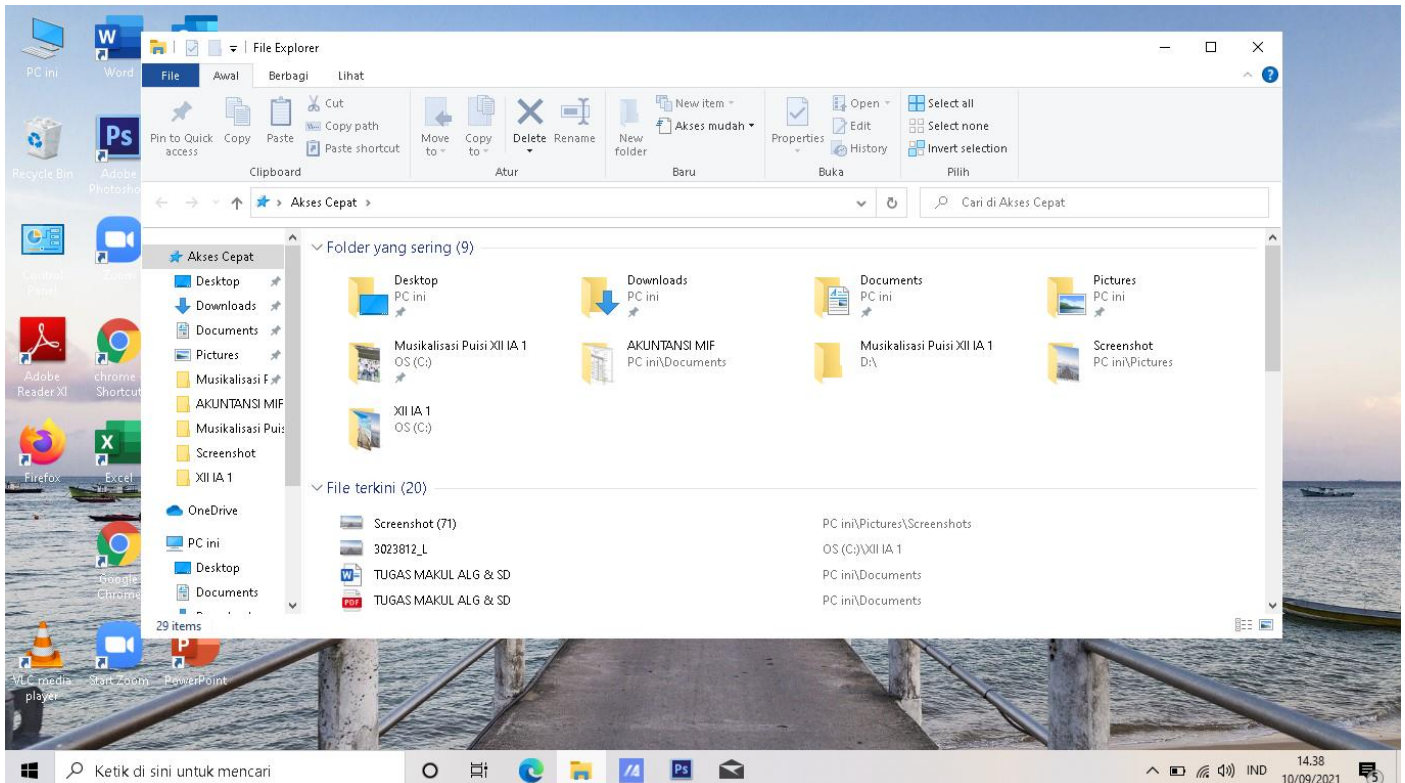 PC ini
Word
Recycle Bin
Adobe
Photosho
Control
Panel
Zoom
Adobe
Reader XI
chrome -
Shortcut
Firefox
Excel
Google
Chrome
VLC media
player
Start Zoom
PowerPoint
File Explorer
File
Awal
Berbagi
Lihat
Pin to Quick
access
Copy
Paste
Cut
Copy path
Paste shortcut
Clipboard
Move
to
Copy
to
Delete
Rename
Atur
New
folder
New item
Akses mudah
Baru
Properties
Open
Edit
History
Buka
Select all
Select none
Invert selection
Pilih
Akses Cepat
Cari di Akses Cepat
Akses Cepat
Desktop
Downloads
Documents
Pictures
Musikalisasi F
AKUNTANSI MIF
Musikalisasi Puis
Screenshot
XII IA 1
OneDrive
PC ini
Desktop
Documents
Folder yang sering (9)
Desktop
PC ini
Downloads
PC ini
Documents
PC ini
Pictures
PC ini
Musikalisasi Puisi XII IA 1
OS (C:)
AKUNTANSI MIF
PC ini\Documents
Musikalisasi Puisi XII IA 1
D:\
Screenshot
PC ini\Pictures
XII IA 1
OS (C:)
File terkini (20)
Screenshot (71) PC ini\Pictures\Screenshots
3023812_L OS (C:)\XII IA 1
TUGAS MAKUL ALG & SD PC ini\Documents
TUGAS MAKUL ALG & SD PC ini\Documents
29 items
Ketik di sini untuk mencari
IND
14.38
10/09/2021
5